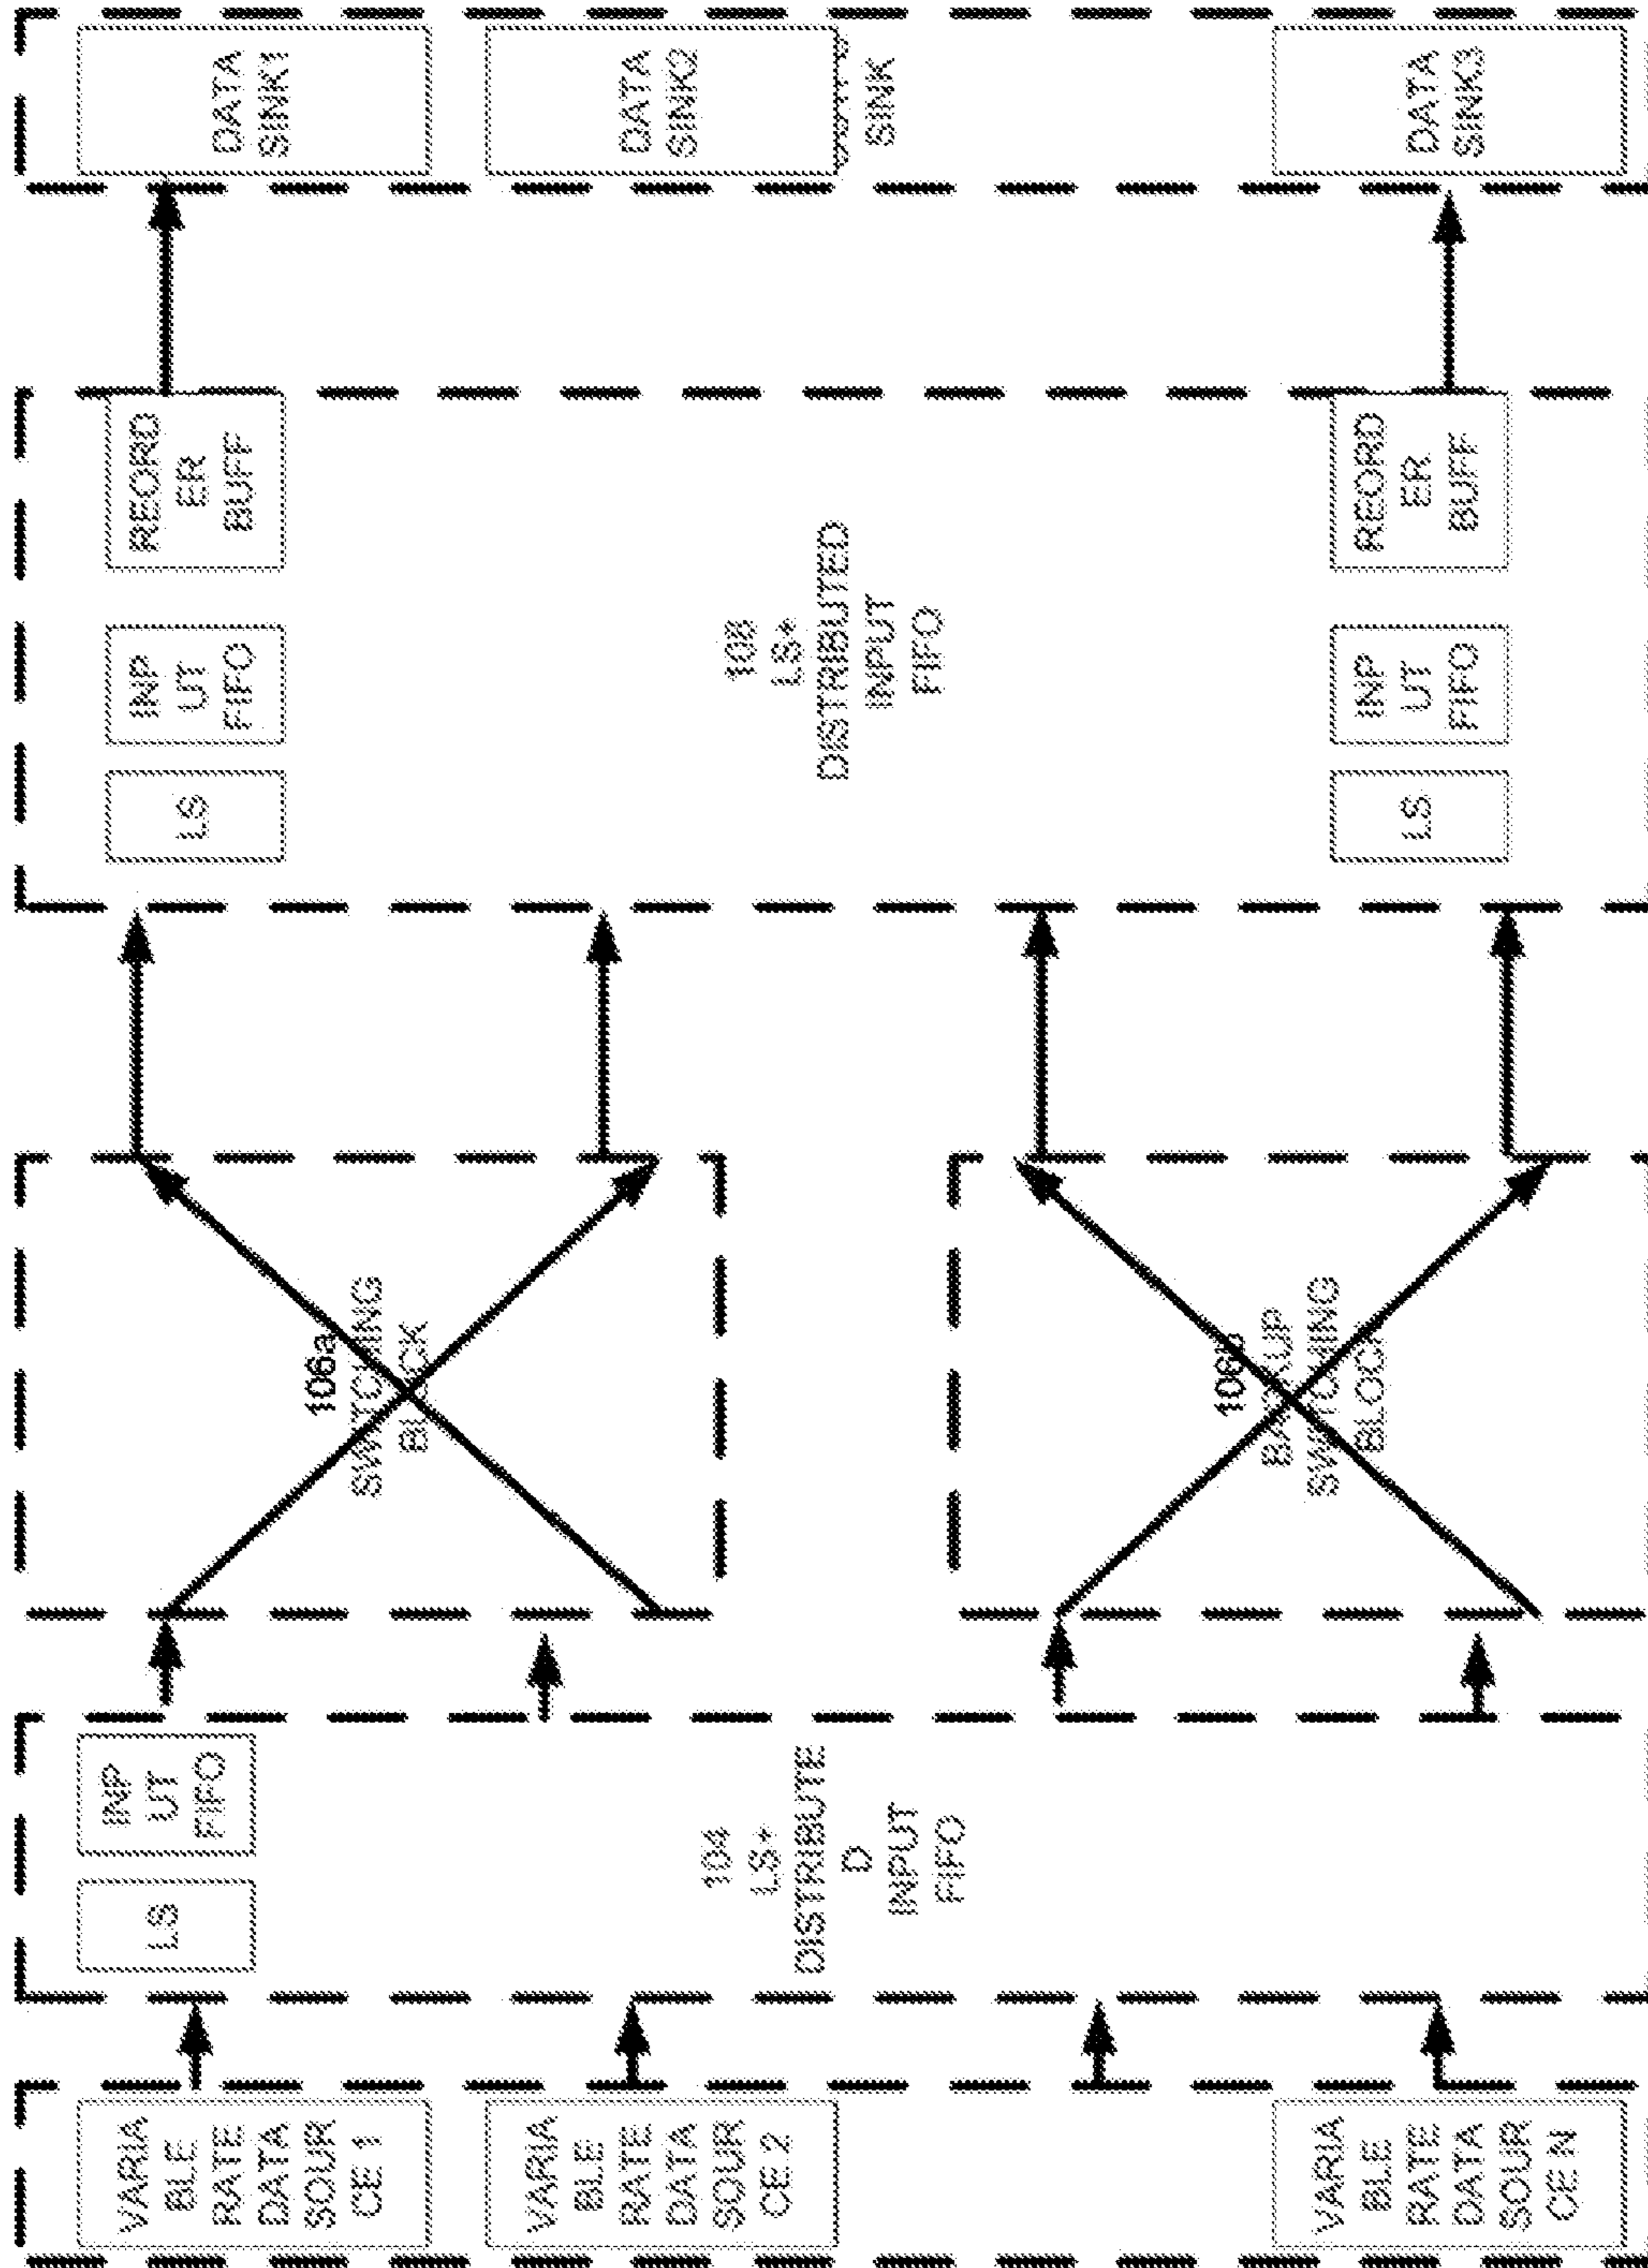 VARIA
BLE
RATE
DATA
SOUR
CE 1
VARIA
BLE
RATE
DATA
SOUR
CE 2
VARIA
BLE
RATE
DATA
SOUR
CE N
LS
INP
UT
FIFO
104
LS+
DISTRIBUTE
D
INPUT
FIFO
106a
SWITCHING
BLOCK
106b
BACKUP
SWITCHING
BLOCK
LS
INP
UT
FIFO
REORD
ER
BUFF
108
LS+
DISTRIBUTED
INPUT
FIFO
LS
INP
UT
FIFO
REORD
ER
BUFF
DATA
SINK1
DATA
SINK2
SINK
DATA
SINK3